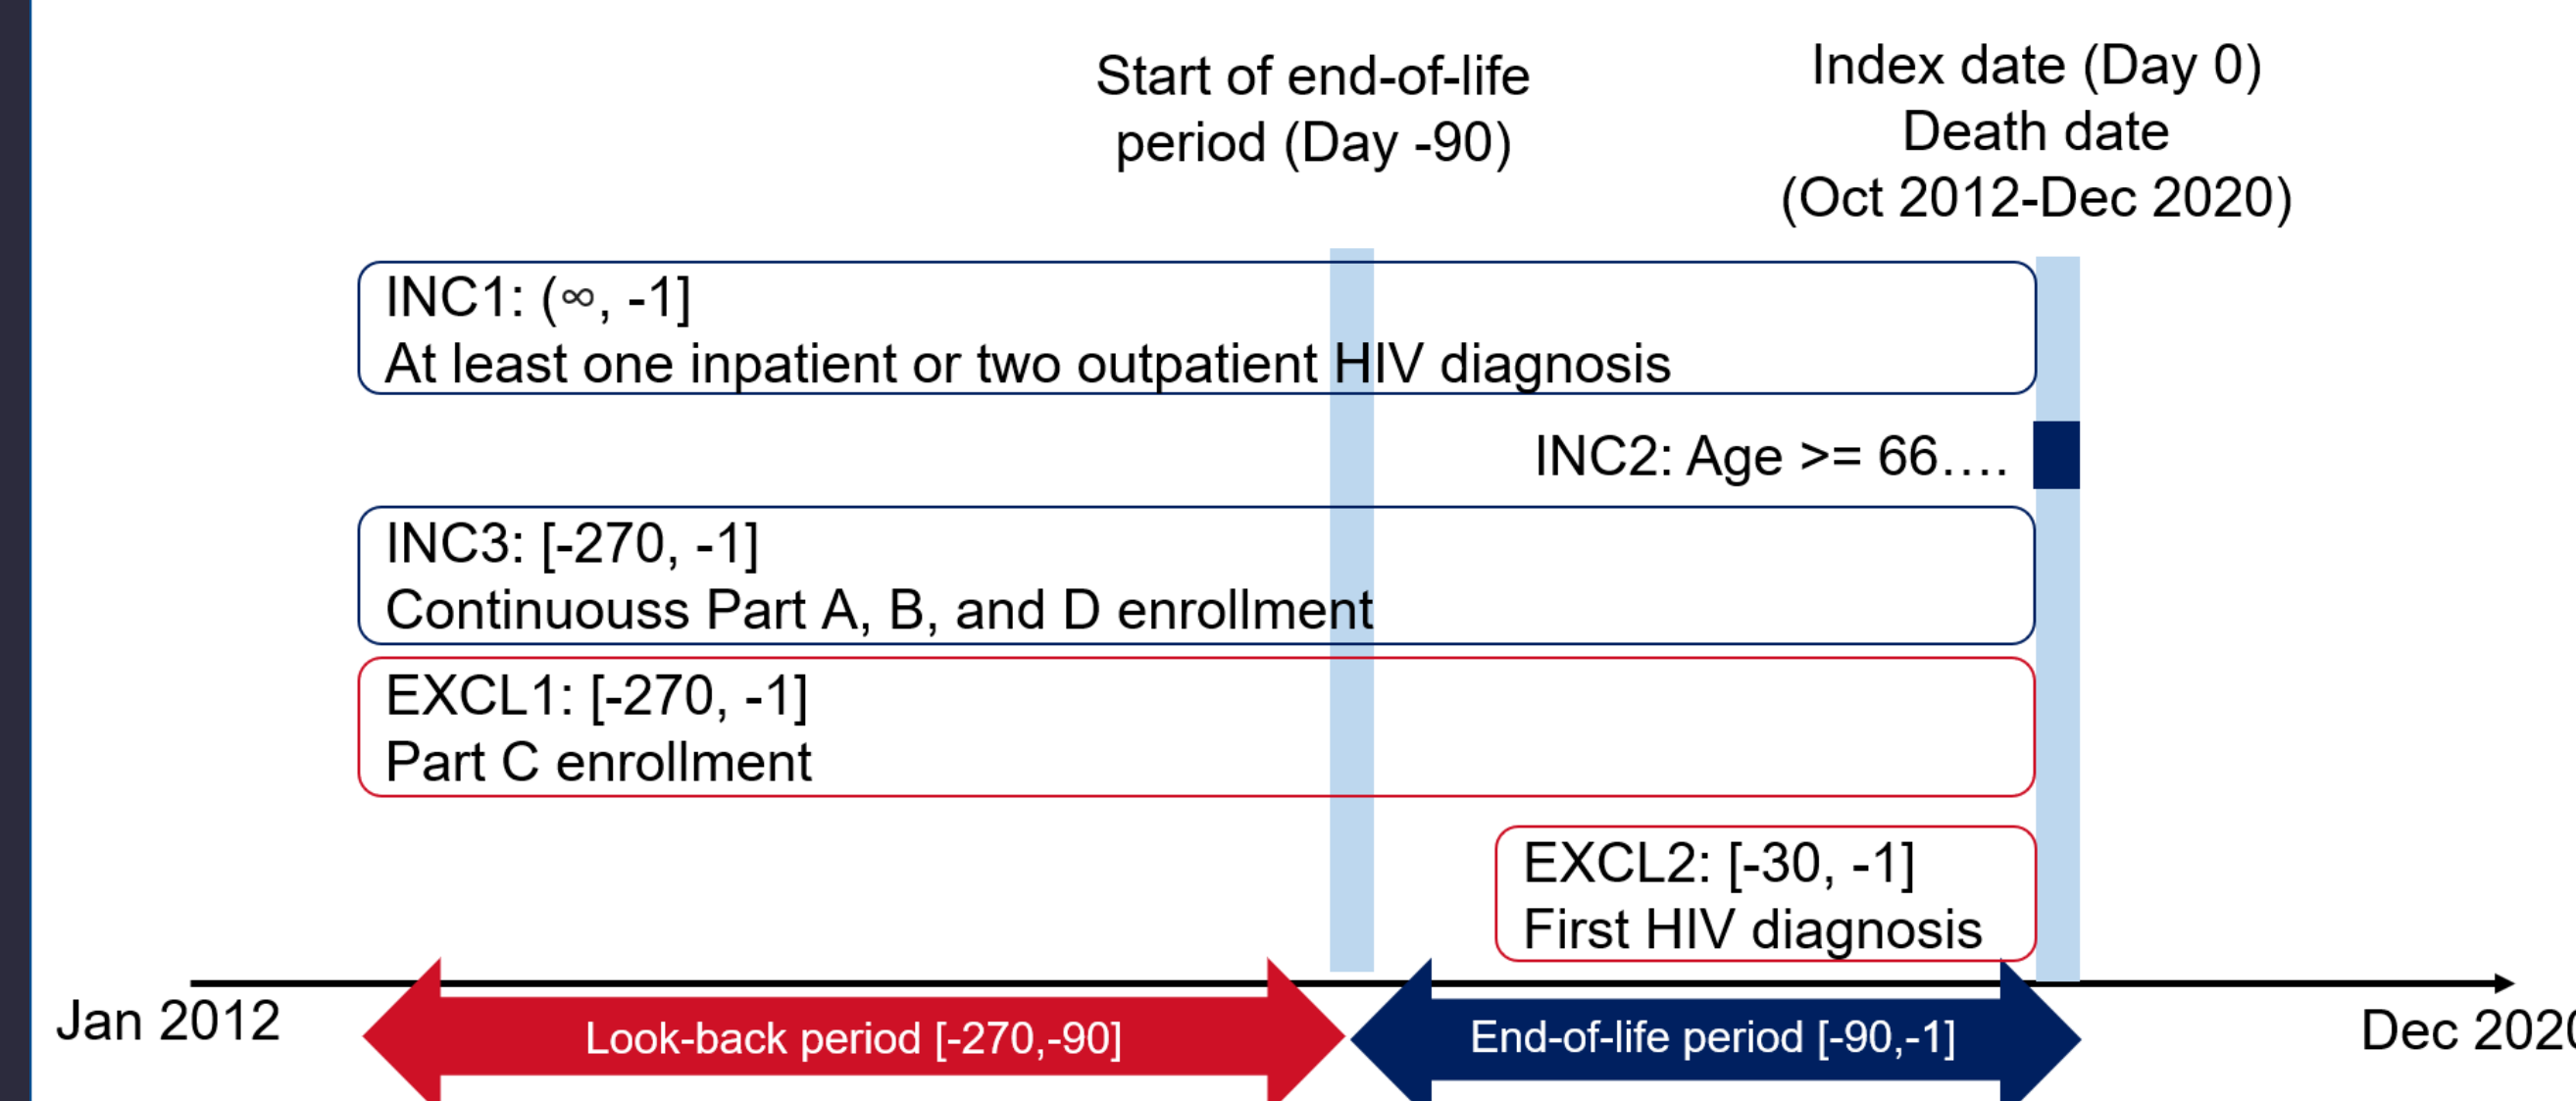 Start of end-of-life
period (Day -90)
Index date (Day 0)
Death date
(Oct 2012-Dec 2020)
INC1: (∞, -1]
At least one inpatient or two outpatient HIV diagnosis
INC2: Age >= 66....
INC3: [-270, -1]
Continuouss Part A, B, and D enrollment
EXCL1: [-270, -1]
Part C enrollment
EXCL2: [-30, -1]
First HIV diagnosis
Jan 2012
Dec 2020
Look-back period [-270,-90]
End-of-life period [-90,-1]